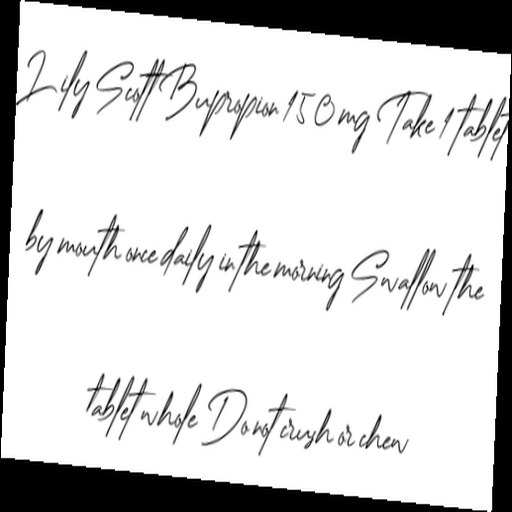 Lily Scott Bupropion 150 mg Take 1 tablet
by mouth once daily in the morning Swallow the
tablet whole Do not crush or chew